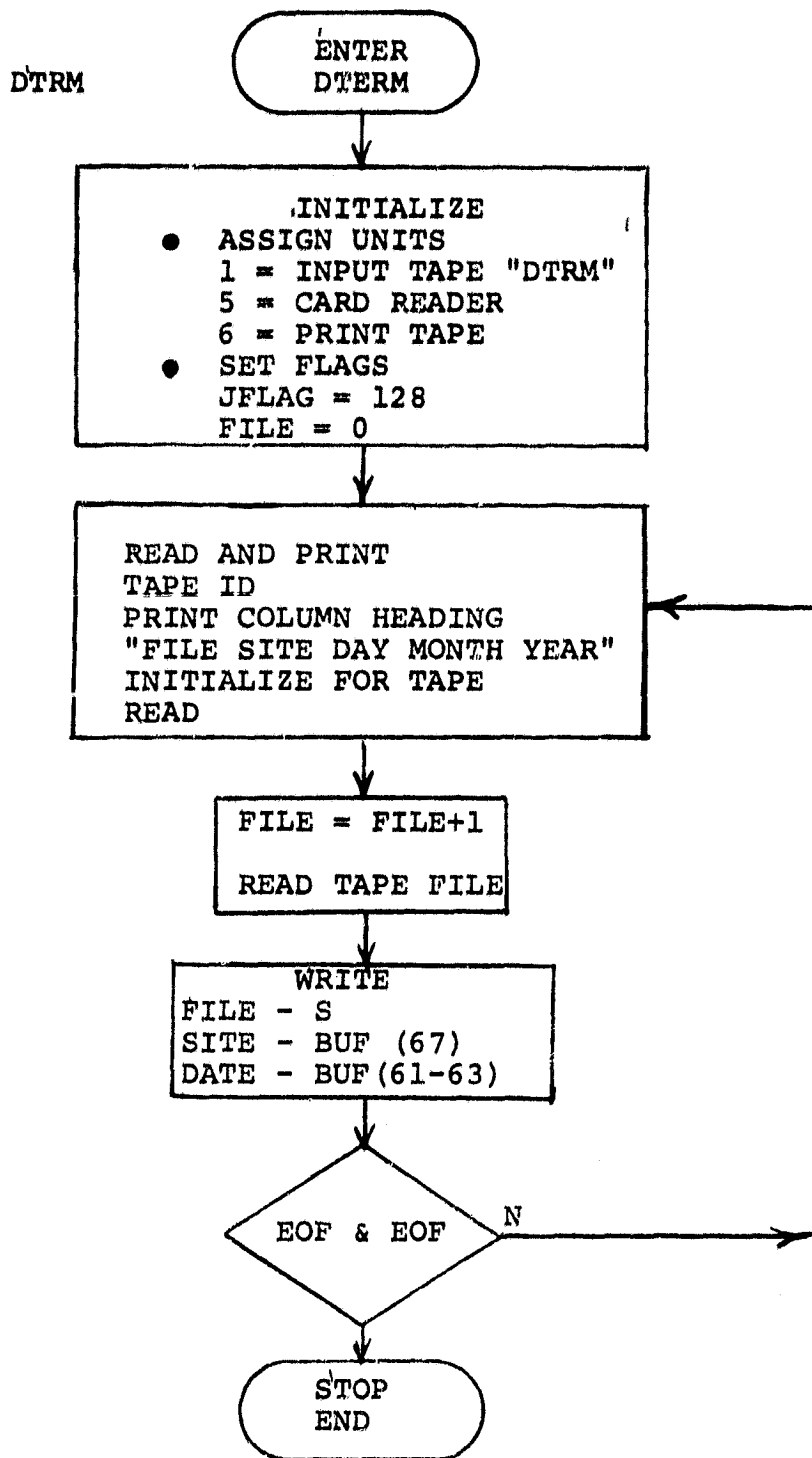 ENTER
DTRM
DTERM
INITIALIZE
● ASSIGN UNITS
1 = INPUT TAPE "DTRM"
5 = CARD READER
6 = PRINT TAPE
● SET FLAGS
JFLAG = 128
FILE = 0
READ AND PRINT
TAPE ID
PRINT COLUMN HEADING
"FILE SITE DAY MONTH YEAR"
INITIALIZE FOR TAPE
READ
FILE = FILE+1
READ TAPE FILE
WRITE
FILE - S
SITE - BUF (67)
DATE - BUF(61-63)
EOF & EOF
N
STOP
END